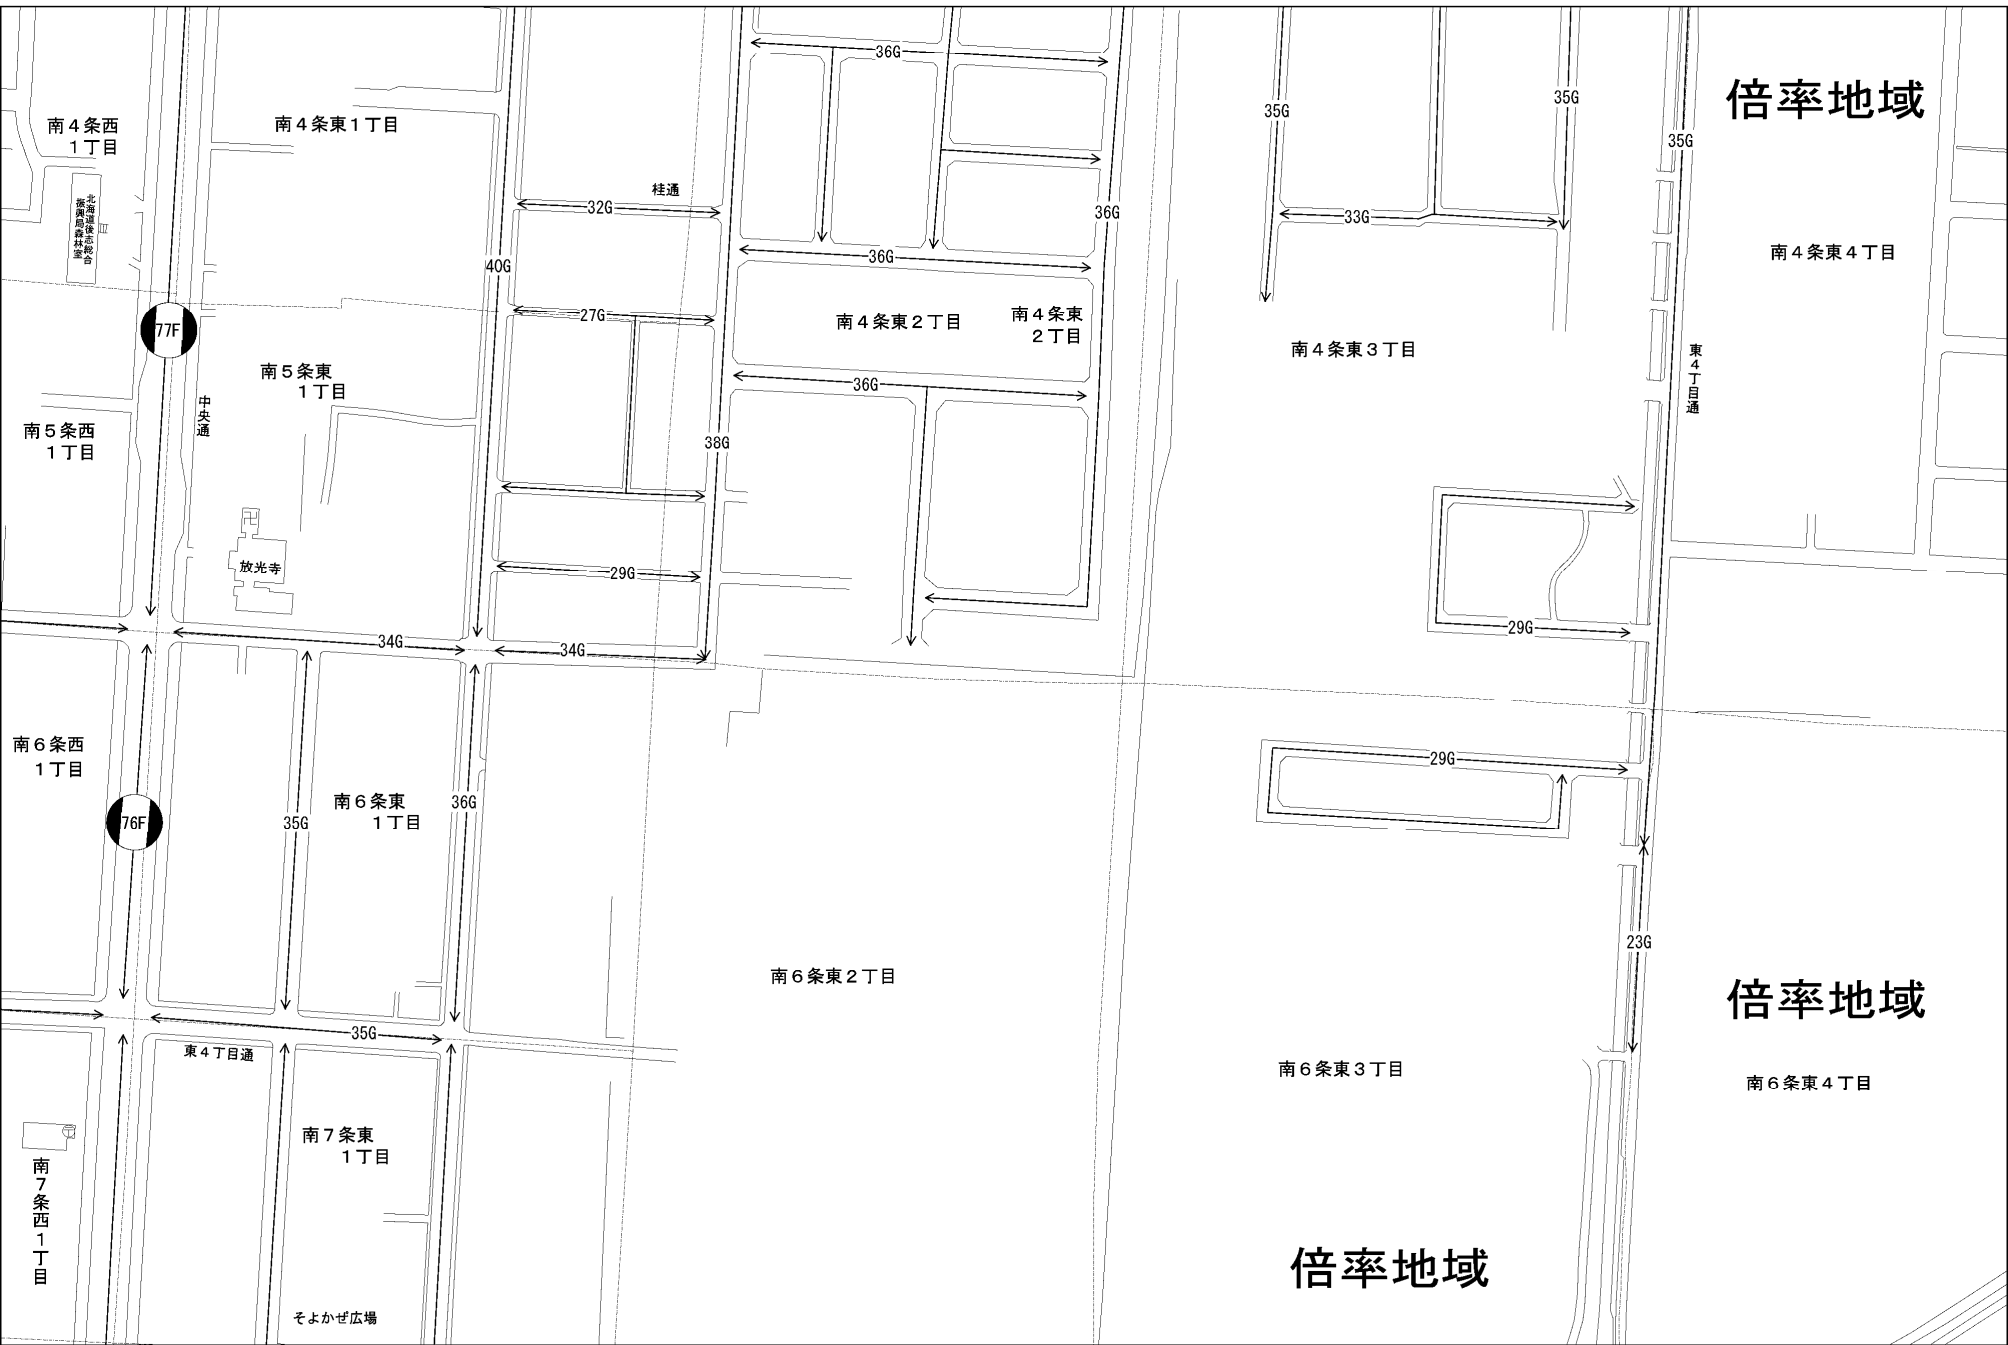 36G
35G
35G
倍率地域
南４条西
１丁目
南４条東１丁目
35G
北海道後志総合
振興局森林室
桂通
32G
36G
33G
40G
36G
南４条東４丁目
77F
27G
南４条東２丁目
南４条東
２丁目
南４条東３丁目
南５条東
１丁目
36G
東４丁目通
中央通
南５条西
１丁目
38G
放光寺
29G
34G
34G
29G
南６条西
１丁目
29G
76F
35G
南６条東
１丁目
36G
23G
南６条東２丁目
倍率地域
35G
東４丁目通
南６条東３丁目
南６条東４丁目
南７条東
１丁目
南７条西１丁目
倍率地域
そよかぜ広場